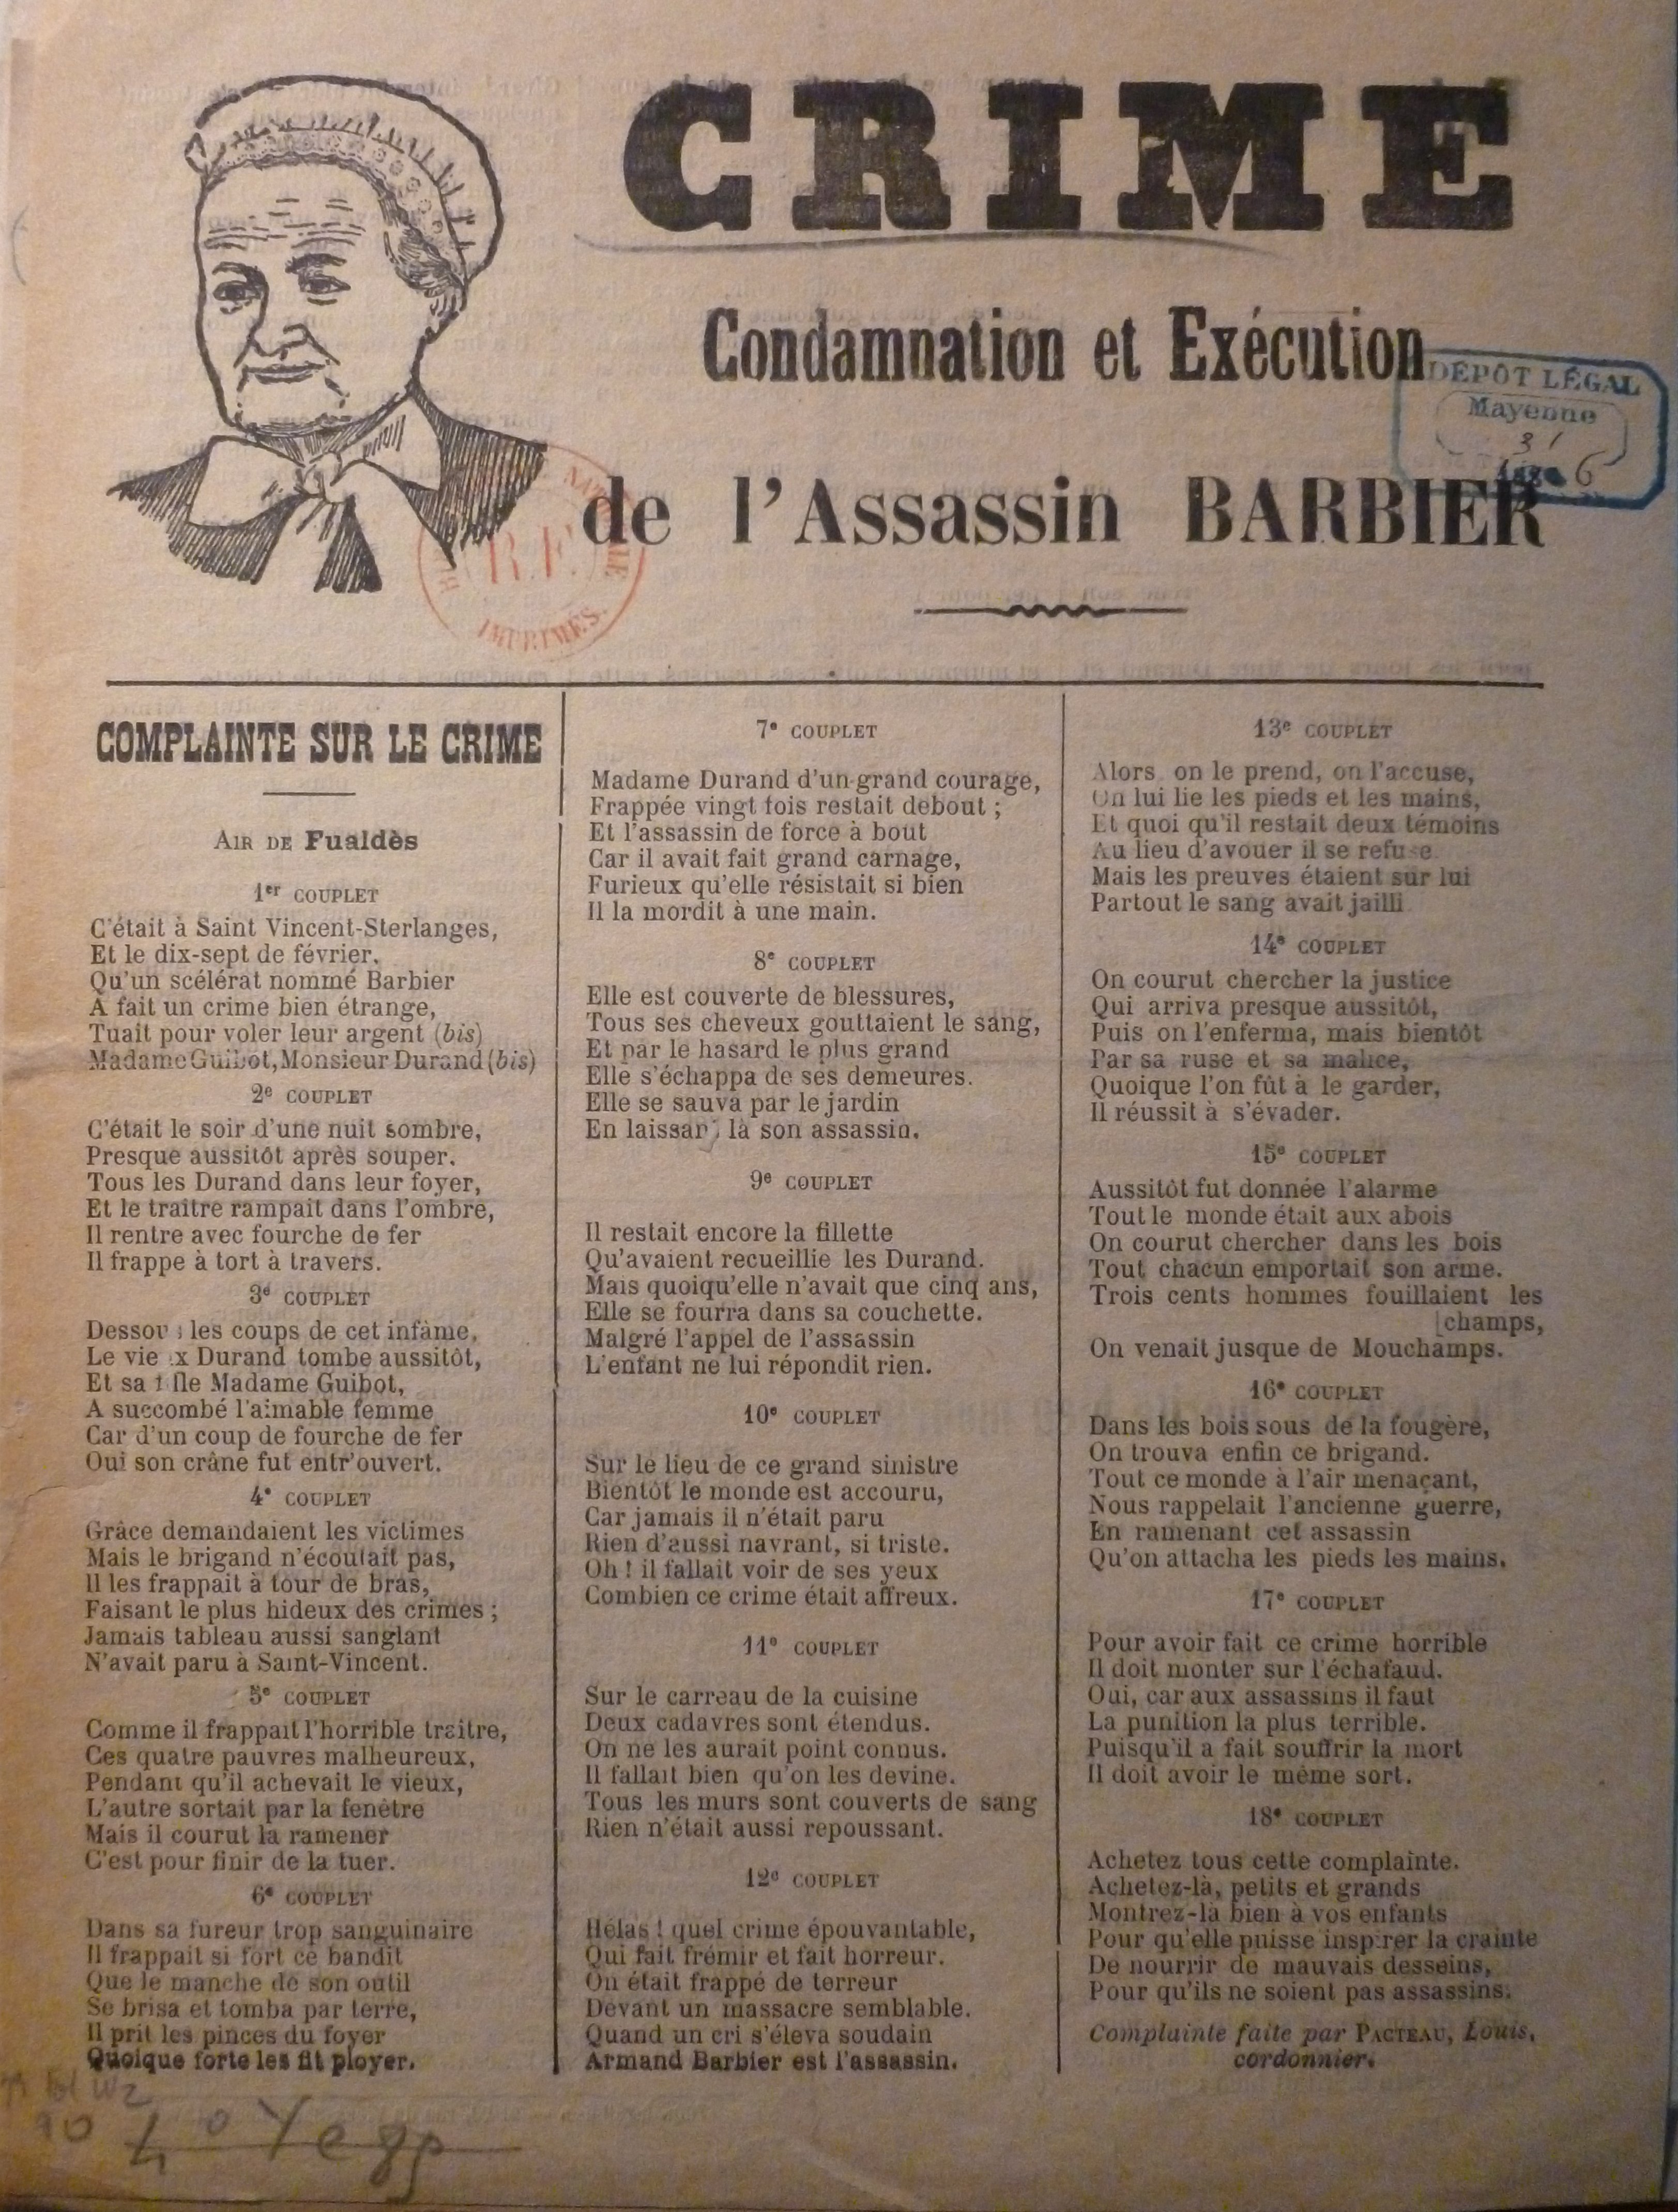 CRIME
Condamnation et Exécution
de l'Assassin BARBIER
DÉPÔT LÉGAL
Mayenne
R.F.
IMPRIMÉS
COMPLAINTE SUR LE CRIME
AIR DE Fualdès
1er COUPLET
C'était à Saint Vincent-Sterlanges,
Et le dix-sept de février.
Qu'un scélérat nommé Barbier
A fait un crime bien étrange,
Tuait pour voler leur argent (bis)
Madame Guibot, Monsieur Durand (bis)
2e COUPLET
C'était le soir d'une nuit sombre,
Presque aussitôt après souper.
Tous les Durand dans leur foyer,
Et le traître rampait dans l'ombre,
Il rentre avec fourche de fer
Il frappe à tort à travers.
3e COUPLET
Dessous les coups de cet infàme,
Le vieux Durand tombe aussitôt,
Et sa fille Madame Guibot,
A succombé l'aimable femme
Car d'un coup de fourche de fer
Oui son crâne fut entr'ouvert.
4e COUPLET
Grâce demandaient les victimes
Mais le brigand n'écoutait pas,
Il les frappait à tour de bras,
Faisant le plus hideux des crimes ;
Jamais tableau aussi sanglant
N'avait paru à Saint-Vincent.
5e COUPLET
Comme il frappait l'horrible traitre,
Ces quatre pauvres malheureux,
Pendant qu'il achevait le vieux,
L'autre sortait par la fenêtre
Mais il courut la ramener
C'est pour finir de la tuer.
6e COUPLET
Dans sa fureur trop sanguinaire
Il frappait si fort ce bandit
Que le manche de son outil
Se brisa et tomba par terre,
Il prit les pinces du foyer
Quoique forte les fit ployer.
7e COUPLET
Madame Durand d'un grand courage,
Frappée vingt fois restait debout ;
Et l'assassin de force à bout
Car il avait fait grand carnage,
Furieux qu'elle résistait si bien
Il la mordit à une main.
8e COUPLET
Elle est couverte de blessures,
Tous ses cheveux gouttaient le sang,
Et par le hasard le plus grand
Elle s'échappa de ses demeures.
Elle se sauva par le jardin
En laissant là son assassin.
9e COUPLET
Il restait encore la fillette
Qu'avaient recueillie les Durand.
Mais quoiqu'elle n'avait que cinq ans,
Elle se fourra dans sa couchette.
Malgré l'appel de l'assassin
L'enfant ne lui répondit rien.
10e COUPLET
Sur le lieu de ce grand sinistre
Bientôt le monde est accouru,
Car jamais il n'était paru
Rien d'aussi navrant, si triste.
Oh ! il fallait voir de ses yeux
Combien ce crime était affreux.
11e COUPLET
Sur le carreau de la cuisine
Deux cadavres sont étendus.
On ne les aurait point connus.
Il fallait bien qu'on les devine.
Tous les murs sont couverts de sang
Rien n'était aussi repoussant.
12e COUPLET
Hélas ! quel crime épouvantable,
Qui fait frémir et fait horreur.
On était frappé de terreur
Devant un massacre semblable.
Quand un cri s'éleva soudain
Armand Barbier est l'assassin.
13e COUPLET
Alors on le prend, on l'accuse,
On lui lie les pieds et les mains,
Et quoi qu'il restait deux témoins
Au lieu d'avouer il se refuse
Mais les preuves étaient sur lui
Partout le sang avait jailli
14e COUPLET
On courut chercher la justice
Qui arriva presque aussitôt,
Puis on l'enferma, mais bientôt
Par sa ruse et sa malice,
Quoique l'on fût à le garder,
Il réussit à s'évader.
15e COUPLET
Aussitôt fut donnée l'alarme
Tout le monde était aux abois
On courut chercher dans les bois
Tout chacun emportait son arme.
Trois cents hommes fouillaient les
[champs,
On venait jusque de Mouchamps.
16e COUPLET
Dans les bois sous de la fougère,
On trouva enfin ce brigand.
Tout ce monde à l'air menaçant,
Nous rappelait l'ancienne guerre,
En ramenant cet assassin
Qu'on attacha les pieds les mains.
17e COUPLET
Pour avoir fait ce crime horrible
Il doit monter sur l'échafaud.
Oui, car aux assassins il faut
La punition la plus terrible.
Puisqu'il a fait souffrir la mort
Il doit avoir le même sort.
18e COUPLET
Achetez tous cette complainte.
Achetez-là, petits et grands
Montrez-là bien à vos enfants
Pour qu'elle puisse inspirer la crainte
De nourrir de mauvais desseins,
Pour qu'ils ne soient pas assassins.
Complainte faite par PACTEAU, Louis,
cordonnier.